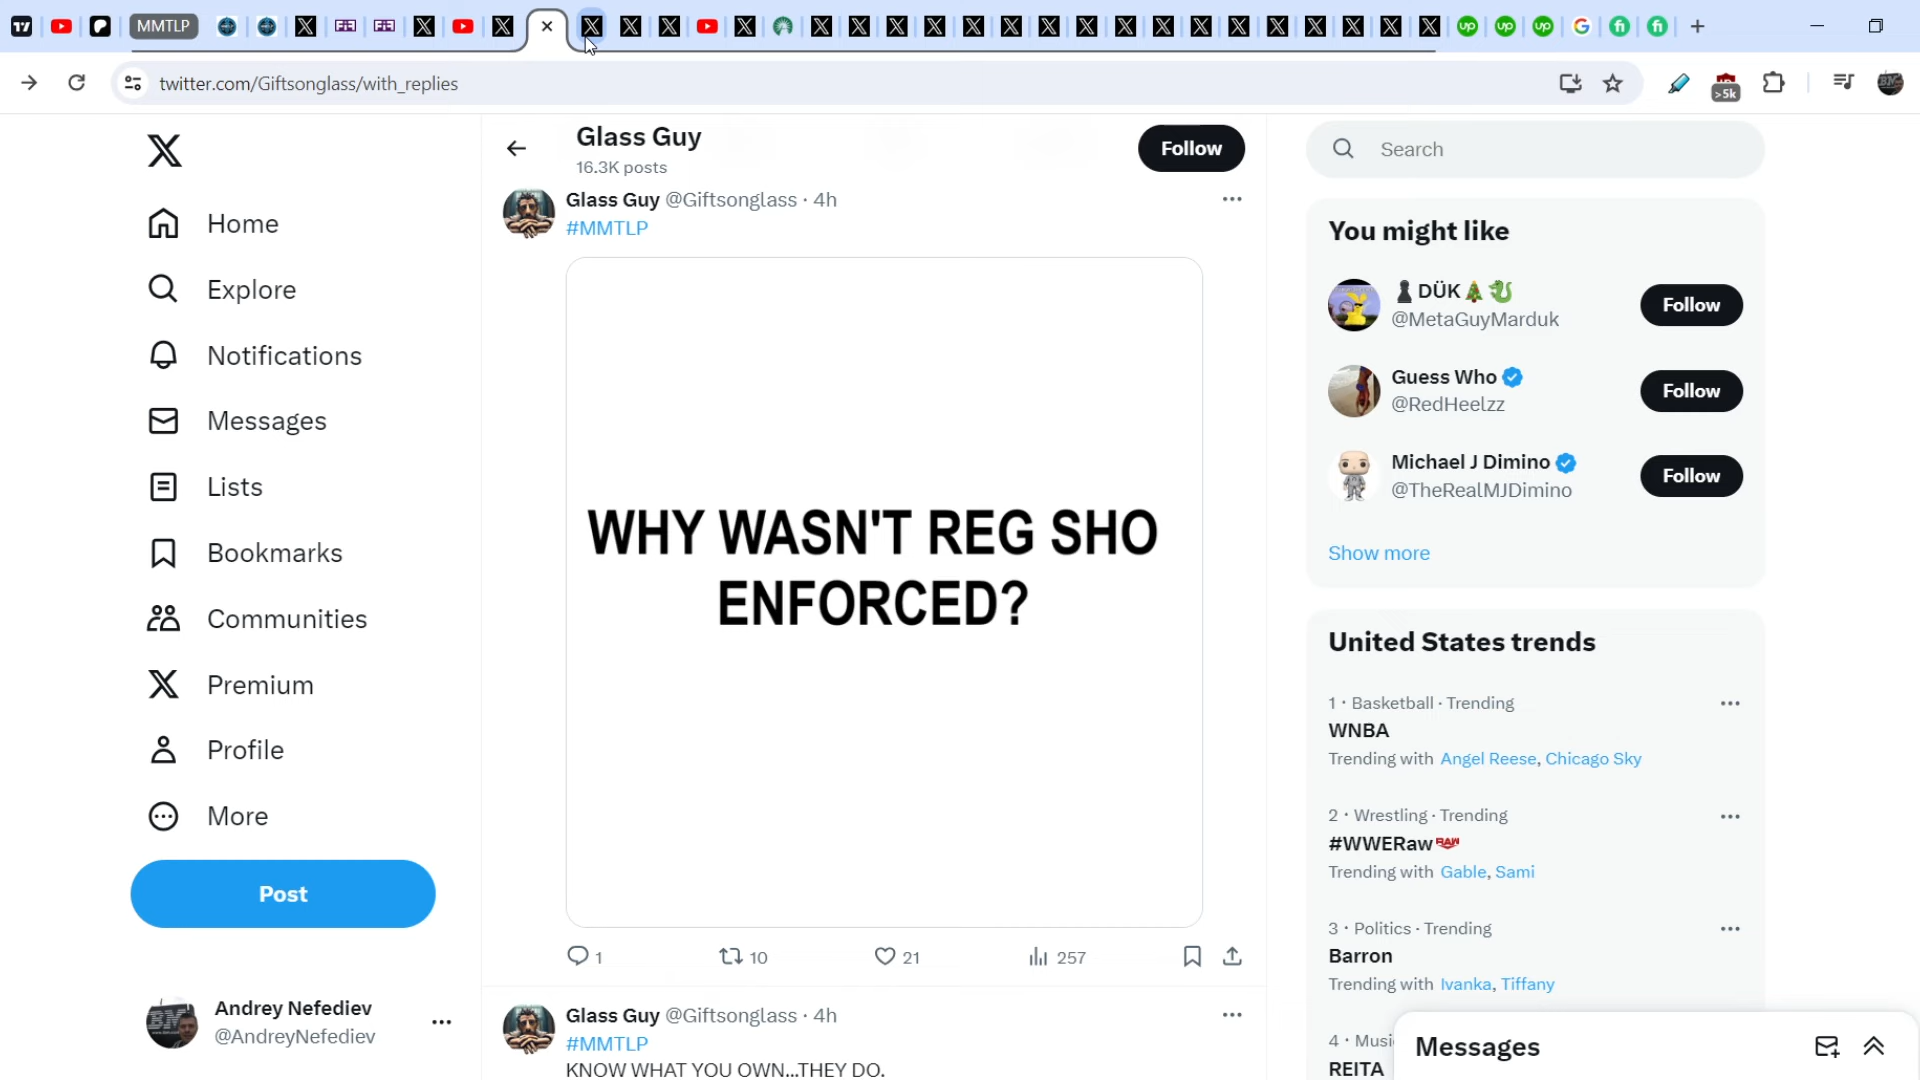 MMTLP
twitter.com/Giftsonglass/with_replies
>5k
Glass Guy
16.3K posts
Follow
Search
Glass Guy @Giftsonglass · 4h
#MMTLP
WHY WASN'T REG SHO
ENFORCED?
1 10 21 257
Glass Guy @Giftsonglass · 4h
#MMTLP
KNOW WHAT YOU OWN...THEY DO.
Home
Explore
Notifications
Messages
Lists
Bookmarks
Communities
Premium
Profile
More
Post
Andrey Nefediev
@AndreyNefediev
You might like
DÜK
@MetaGuyMarduk
Follow
Guess Who
@RedHeelzz
Follow
Michael J Dimino
@TheRealMJDimino
Follow
Show more
United States trends
1 · Basketball · Trending
WNBA
Trending with Angel Reese, Chicago Sky
2 · Wrestling · Trending
#WWERaw
Trending with Gable, Sami
3 · Politics · Trending
Barron
Trending with Ivanka, Tiffany
4 · Musi
REITA
Messages